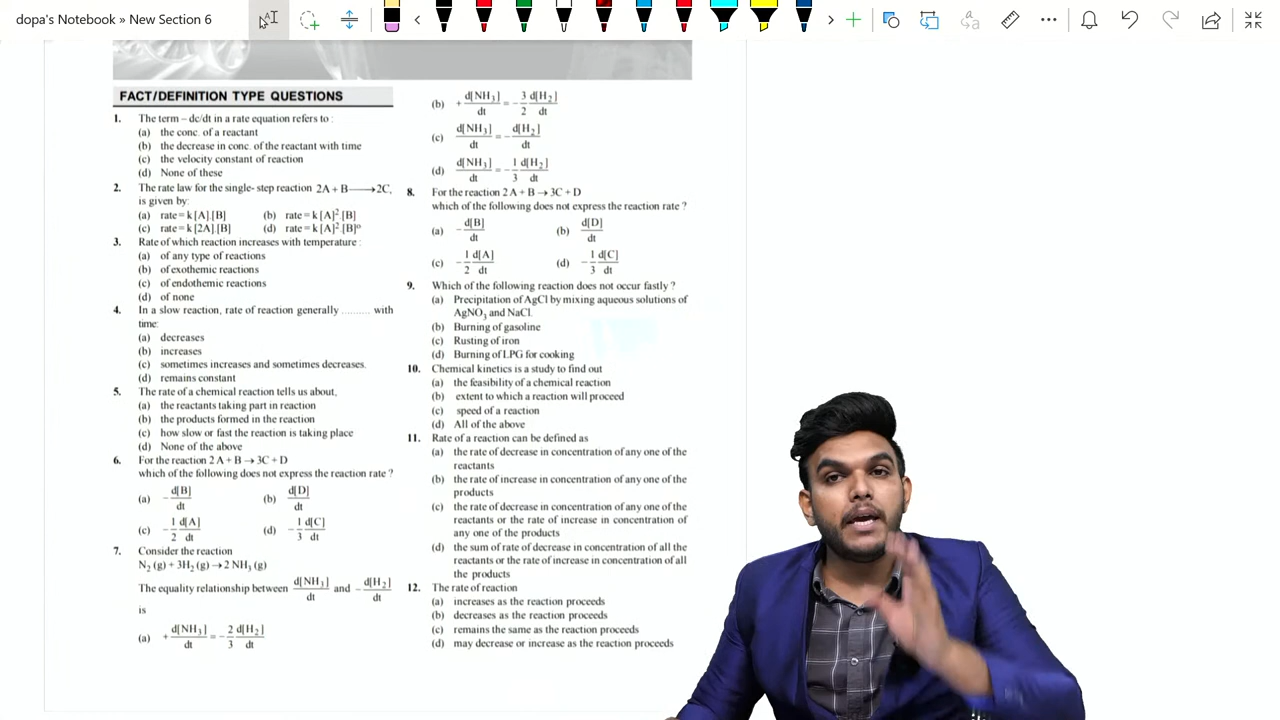 dopa's Notebook » New Section 6
FACT/DEFINITION TYPE QUESTIONS
1. The term – dc/dt in a rate equation refers to :
(a) the conc. of a reactant
(b) the decrease in conc. of the reactant with time
(c) the velocity constant of reaction
(d) None of these
2. The rate law for the single- step reaction 2A + B ⟶ 2C,
is given by:
(a) rate = k [A].[B] (b) rate = k [A]².[B]
(c) rate = k [2A].[B] (d) rate = k [A]².[B]⁰
3. Rate of which reaction increases with temperature :
(a) of any type of reactions
(b) of exothemic reactions
(c) of endothemic reactions
(d) of none
4. In a slow reaction, rate of reaction generally .......... with
time:
(a) decreases
(b) increases
(c) sometimes increases and sometimes decreases.
(d) remains constant
5. The rate of a chemical reaction tells us about,
(a) the reactants taking part in reaction
(b) the products formed in the reaction
(c) how slow or fast the reaction is taking place
(d) None of the above
6. For the reaction 2 A + B → 3C + D
which of the following does not express the reaction rate ?
(a) – d[B]/dt (b) d[D]/dt
(c) – 1/2 d[A]/dt (d) – 1/3 d[C]/dt
7. Consider the reaction
N₂ (g) + 3H₂ (g) → 2 NH₃ (g)
The equality relationship between d[NH₃]/dt and – d[H₂]/dt
is
(a) + d[NH₃]/dt = – 2/3 d[H₂]/dt
(b) + d[NH₃]/dt = – 3/2 d[H₂]/dt
(c) d[NH₃]/dt = – d[H₂]/dt
(d) d[NH₃]/dt = – 1/3 d[H₂]/dt
8. For the reaction 2 A + B → 3C + D
which of the following does not express the reaction rate ?
(a) – d[B]/dt (b) d[D]/dt
(c) – 1/2 d[A]/dt (d) – 1/3 d[C]/dt
9. Which of the following reaction does not occur fastly ?
(a) Precipitation of AgCl by mixing aqueous solutions of
AgNO₃ and NaCl.
(b) Burning of gasoline
(c) Rusting of iron
(d) Burning of LPG for cooking
10. Chemical kinetics is a study to find out
(a) the feasibility of a chemical reaction
(b) extent to which a reaction will proceed
(c) speed of a reaction
(d) All of the above
11. Rate of a reaction can be defined as
(a) the rate of decrease in concentration of any one of the
reactants
(b) the rate of increase in concentration of any one of the
products
(c) the rate of decrease in concentration of any one of the
reactants or the rate of increase in concentration of
any one of the products
(d) the sum of rate of decrease in concentration of all the
reactants or the rate of increase in concentration of all
the products
12. The rate of reaction
(a) increases as the reaction proceeds
(b) decreases as the reaction proceeds
(c) remains the same as the reaction proceeds
(d) may decrease or increase as the reaction proceeds